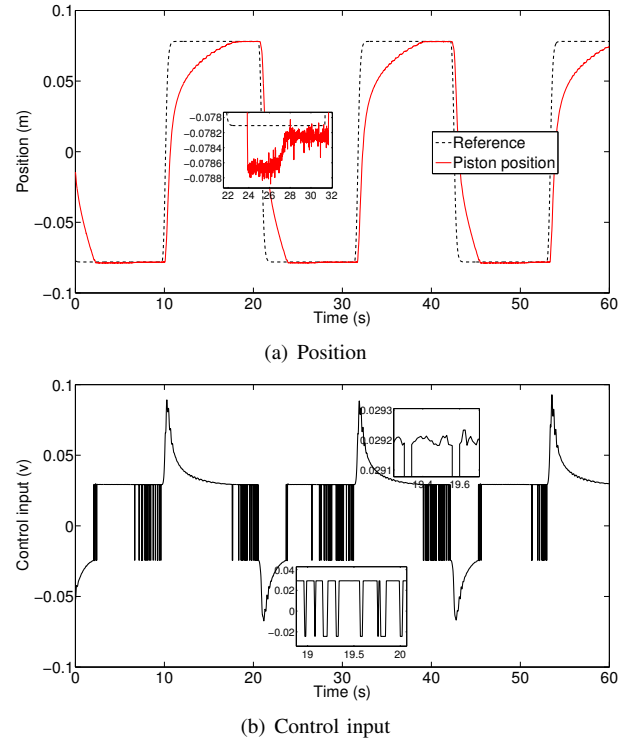 0.1
0.05
0
−0.05
−0.1
Position (m)
−0.078
−0.0782
−0.0784
−0.0786
−0.0788
22 24 26 28 30 32
Reference
Piston position
0 10 20 30 40 50 60
Time (s)
(a) Position
0.1
0.05
0
−0.05
−0.1
Control input (v)
0.0293
0.0292
0.0291
19.4 19.6
0.04
0.02
0
−0.02
19 19.5 20
0 10 20 30 40 50 60
Time (s)
(b) Control input